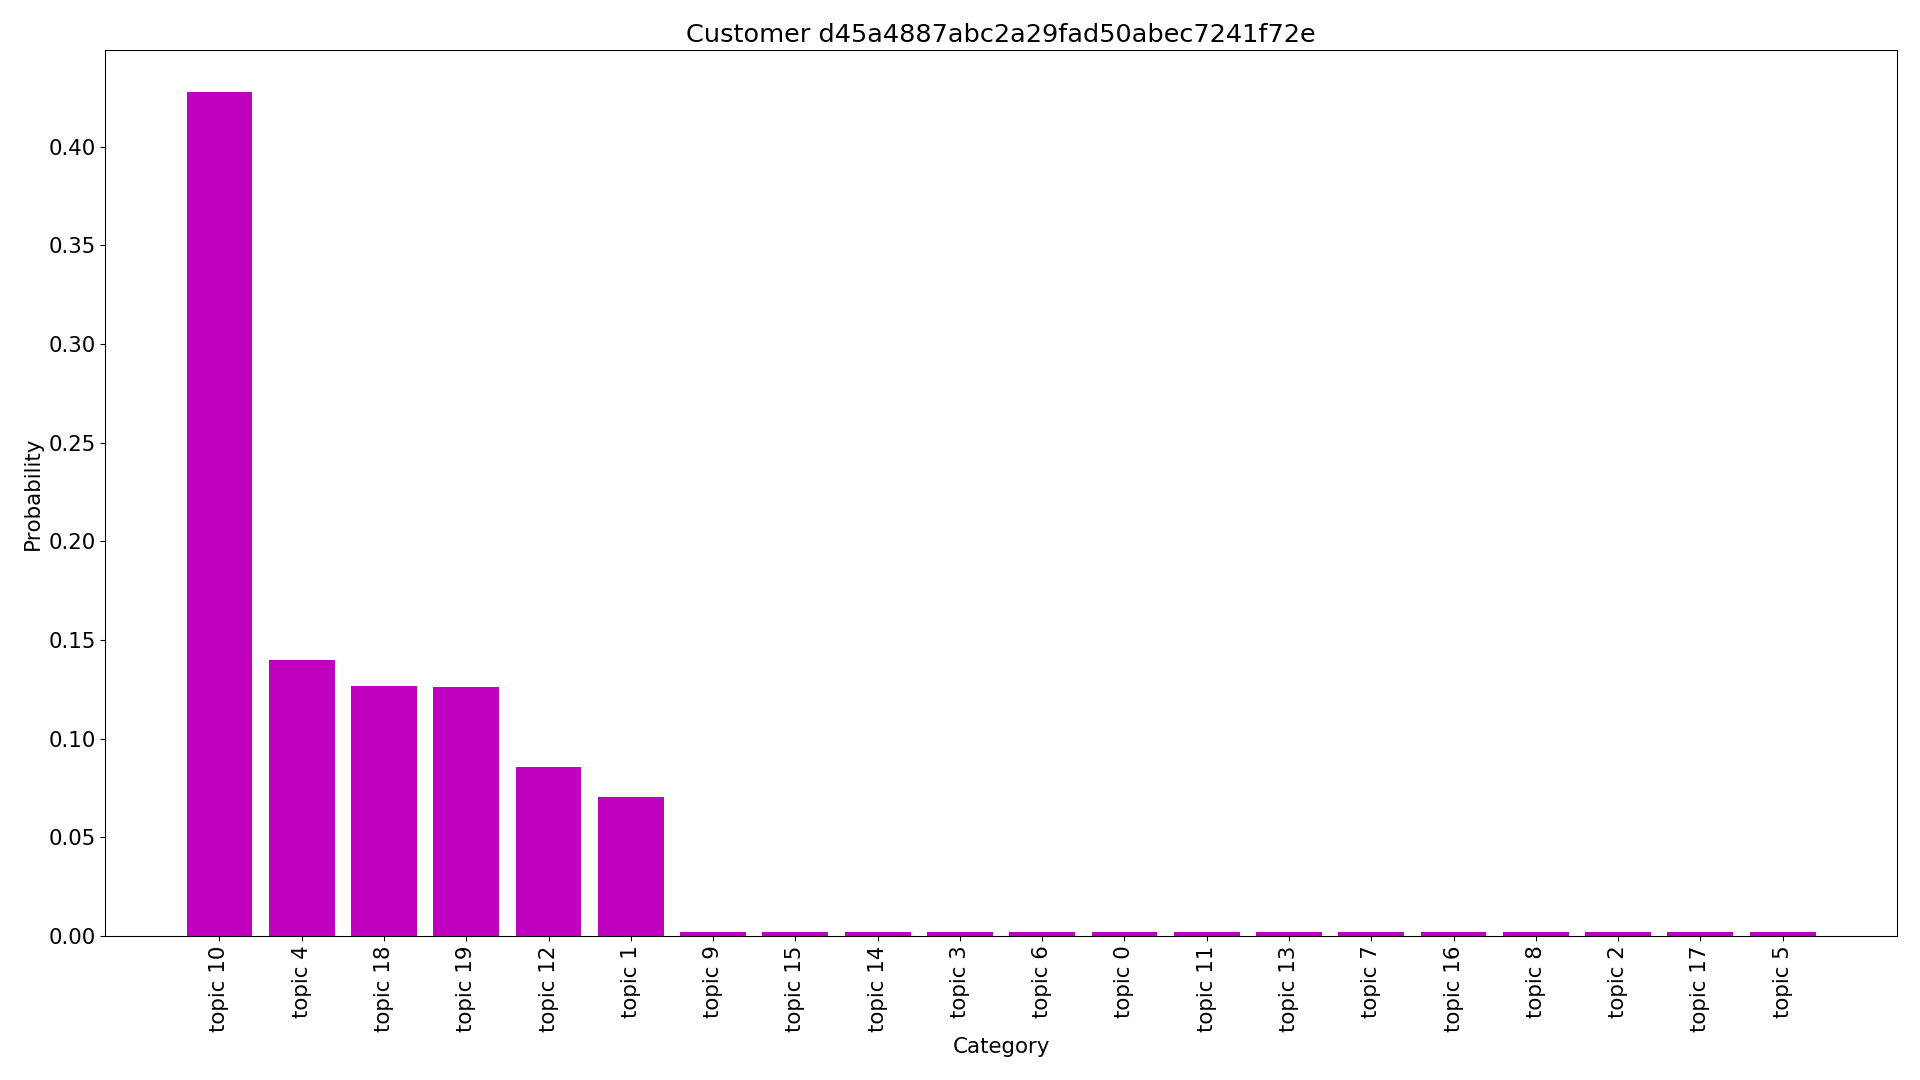 Customer d45a4887abc2a29fad50abec7241f72e
Probability
0.40
0.35
0.30
0.25
0.20
0.15
0.10
0.05
0.00
topic 10
topic 4
topic 18
topic 19
topic 12
topic 1
topic 9
topic 15
topic 14
topic 3
topic 6
topic 0
topic 11
topic 13
topic 7
topic 16
topic 8
topic 2
topic 17
topic 5
Category